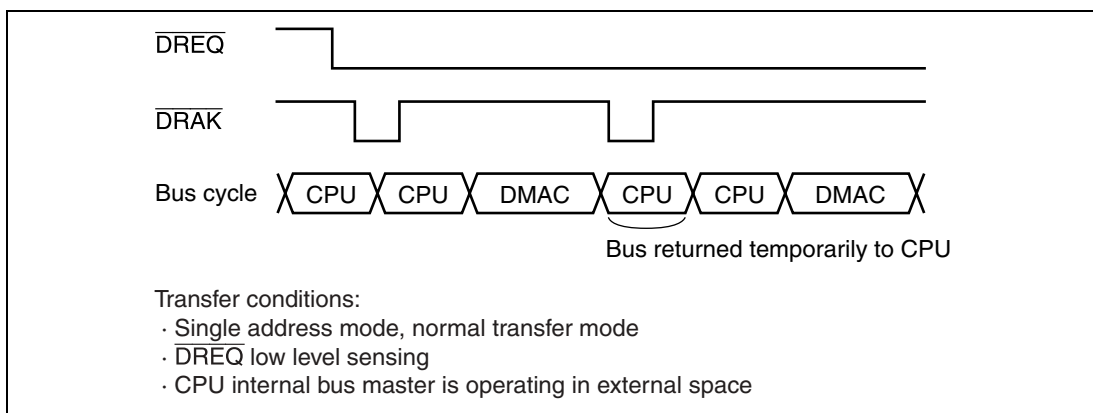 DREQ
DRAK
Bus cycle CPU CPU DMAC CPU CPU DMAC
Bus returned temporarily to CPU
Transfer conditions:
· Single address mode, normal transfer mode
· DREQ low level sensing
· CPU internal bus master is operating in external space